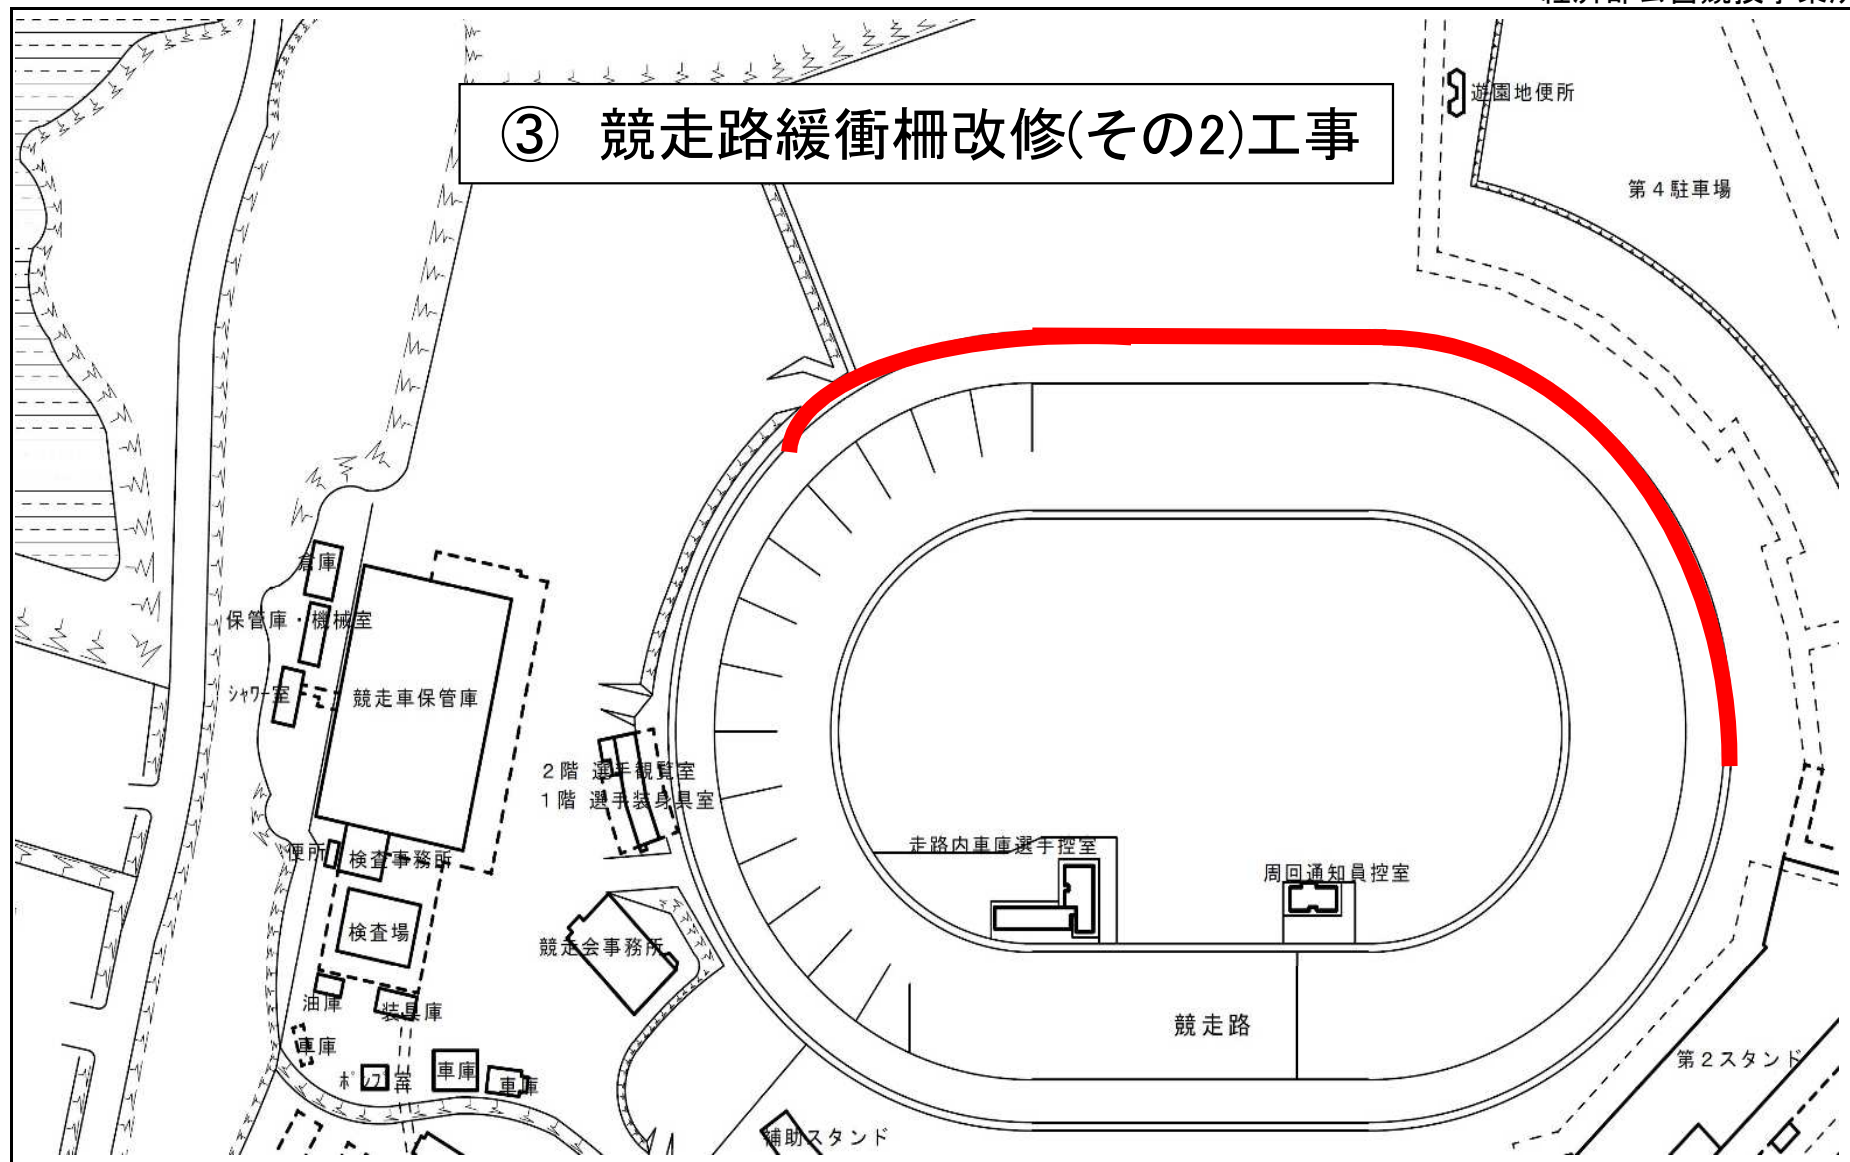 ③ 競走路緩衝柵改修(その2)工事
遊園地便所
第4駐車場
倉庫
保管庫・機械室
シャワー室
競走車保管庫
2階 選手観覧室
1階 選手装身具室
便所
検査事務所
走路内車庫選手控室
周回通知員控室
検査場
競走会事務所
油庫
装具庫
競走路
車庫
ポンプ室
車庫
車庫
第2スタンド
補助スタンド